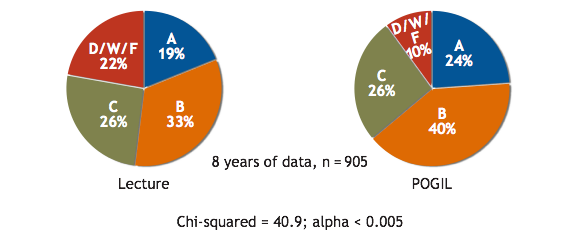 D/W/F
22%
A
19%
B
33%
C
26%
Lecture
D/W/
F
10%
A
24%
B
40%
C
26%
POGIL
8 years of data, n = 905
Chi-squared = 40.9; alpha < 0.005